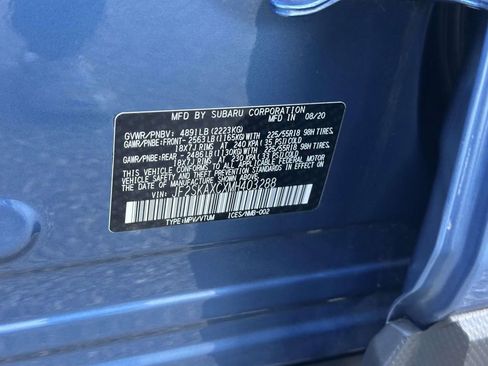 MFD BY SUBARU CORPORATION
MFD IN 08/20
GVWR/PNBV: 4891LB (2223KG)
GAWR/PNBE:FRONT- 2563LB(1165KG)WITH 225/55R18 98H TIRES,
18X7J RIMS AT 240 KPA(35 PSI)COLD
GAWR/PNBE:REAR - 2486LB(1130KG)WITH 225/55R18 98H TIRES,
18X7J RIMS AT 230 KPA(33 PSI)COLD
THIS VEHICLE CONFORMS TO ALL APPLICABLE FEDERAL MOTOR
VEHICLE SAFETY, BUMPER AND THEFT PREVENTION
STANDARDS IN EFFECT ON THE DATE OF
MANUFACTURE SHOWN ABOVE
VIN: JF2SKAXCXMH403288
TYPE:MPV/VTUM ICES/NMB-002